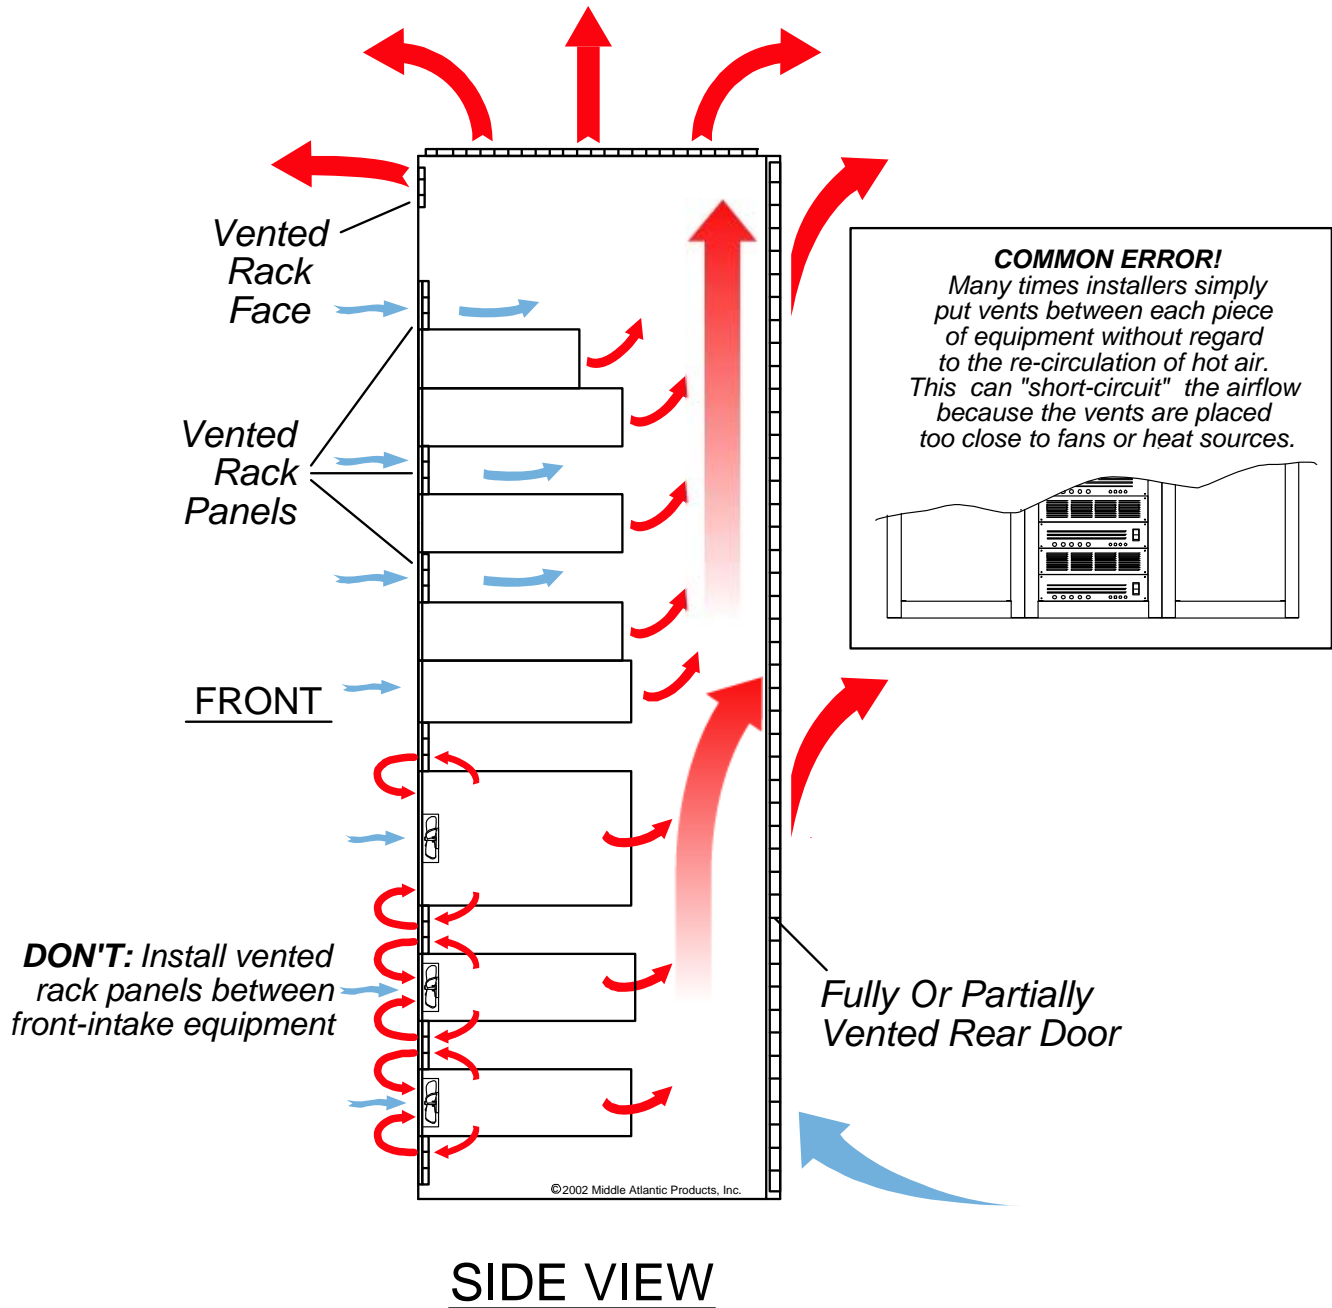 Vented
Rack
Face
COMMON ERROR!
Many times installers simply
put vents between each piece
of equipment without regard
to the re-circulation of hot air.
This can "short-circuit" the airflow
because the vents are placed
too close to fans or heat sources.
Vented
Rack
Panels
FRONT
DON'T: Install vented
rack panels between
front-intake equipment
Fully Or Partially
Vented Rear Door
©2002 Middle Atlantic Products, Inc.
SIDE VIEW